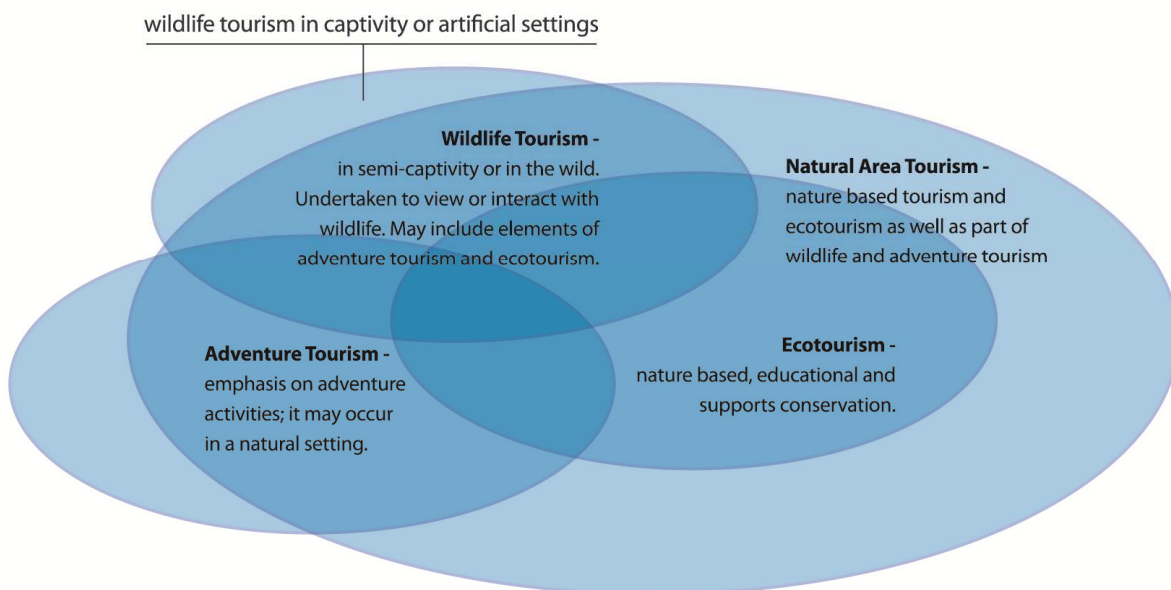 wildlife tourism in captivity or artificial settings
Wildlife Tourism -
in semi-captivity or in the wild.
Undertaken to view or interact with
wildlife. May include elements of
adventure tourism and ecotourism.
Natural Area Tourism -
nature based tourism and
ecotourism as well as part of
wildlife and adventure tourism
Adventure Tourism -
emphasis on adventure
activities; it may occur
in a natural setting.
Ecotourism -
nature based, educational and
supports conservation.